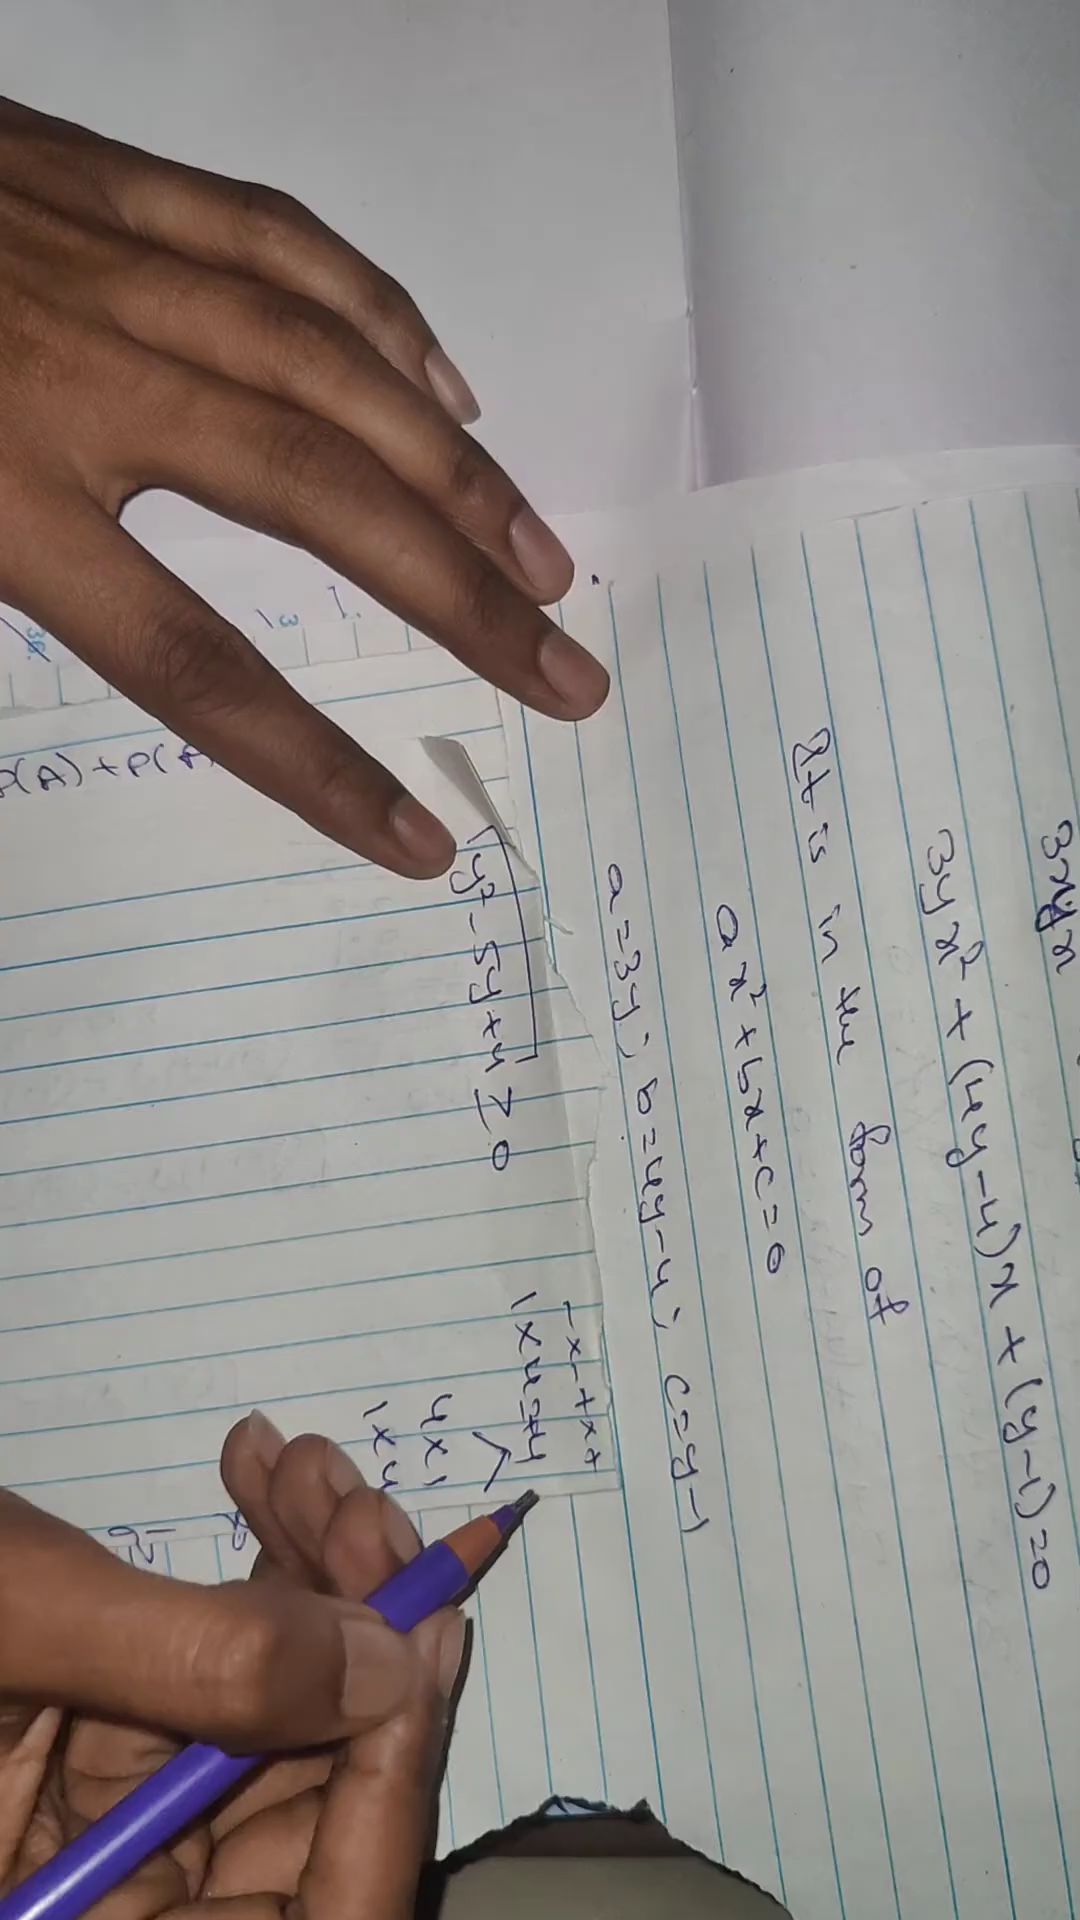 3xyx
3yx² + (4y-4)x + (y-1)=0
It is in the form of
ax²+bx+c=0
a=3y; b=4y-4; c=y-1
y²-5y+4 ≥ 0
-x- +x+
1x4=+4
4x1
1x4
P(A)+P(A